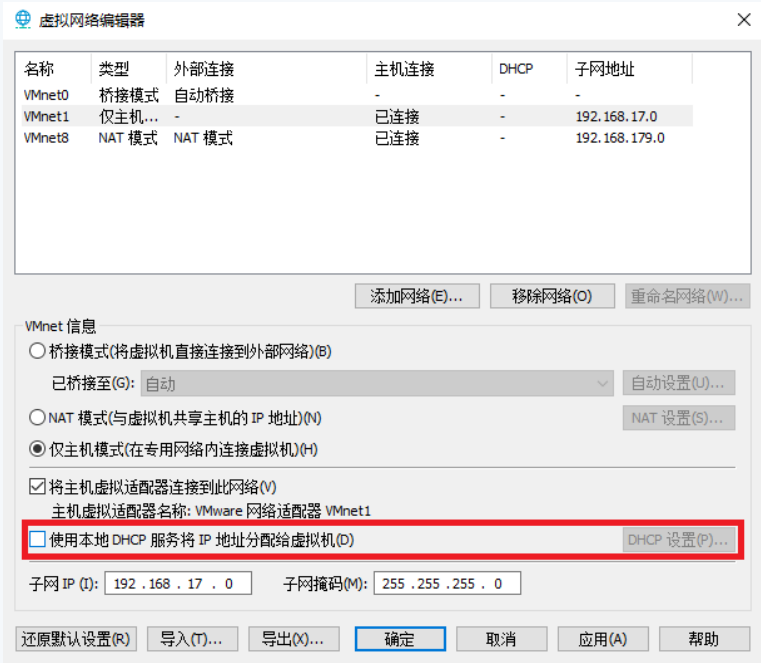 虚拟网络编辑器
名称 类型 外部连接 主机连接 DHCP 子网地址
VMnet0 桥接模式 自动桥接 - - -
VMnet1 仅主机... - 已连接 - 192.168.17.0
VMnet8 NAT 模式 NAT 模式 已连接 - 192.168.179.0
添加网络(E)... 移除网络(O) 重命名网络(W)...
VMnet 信息
桥接模式(将虚拟机直接连接到外部网络)(B)
已桥接至(G): 自动 自动设置(U)...
NAT 模式(与虚拟机共享主机的 IP 地址)(N) NAT 设置(S)...
仅主机模式(在专用网络内连接虚拟机)(H)
将主机虚拟适配器连接到此网络(V)
主机虚拟适配器名称: VMware 网络适配器 VMnet1
使用本地 DHCP 服务将 IP 地址分配给虚拟机(D) DHCP 设置(P)...
子网 IP (I): 192 .168 . 17 . 0 子网掩码(M): 255 .255 .255 . 0
还原默认设置(R) 导入(T)... 导出(X)... 确定 取消 应用(A) 帮助